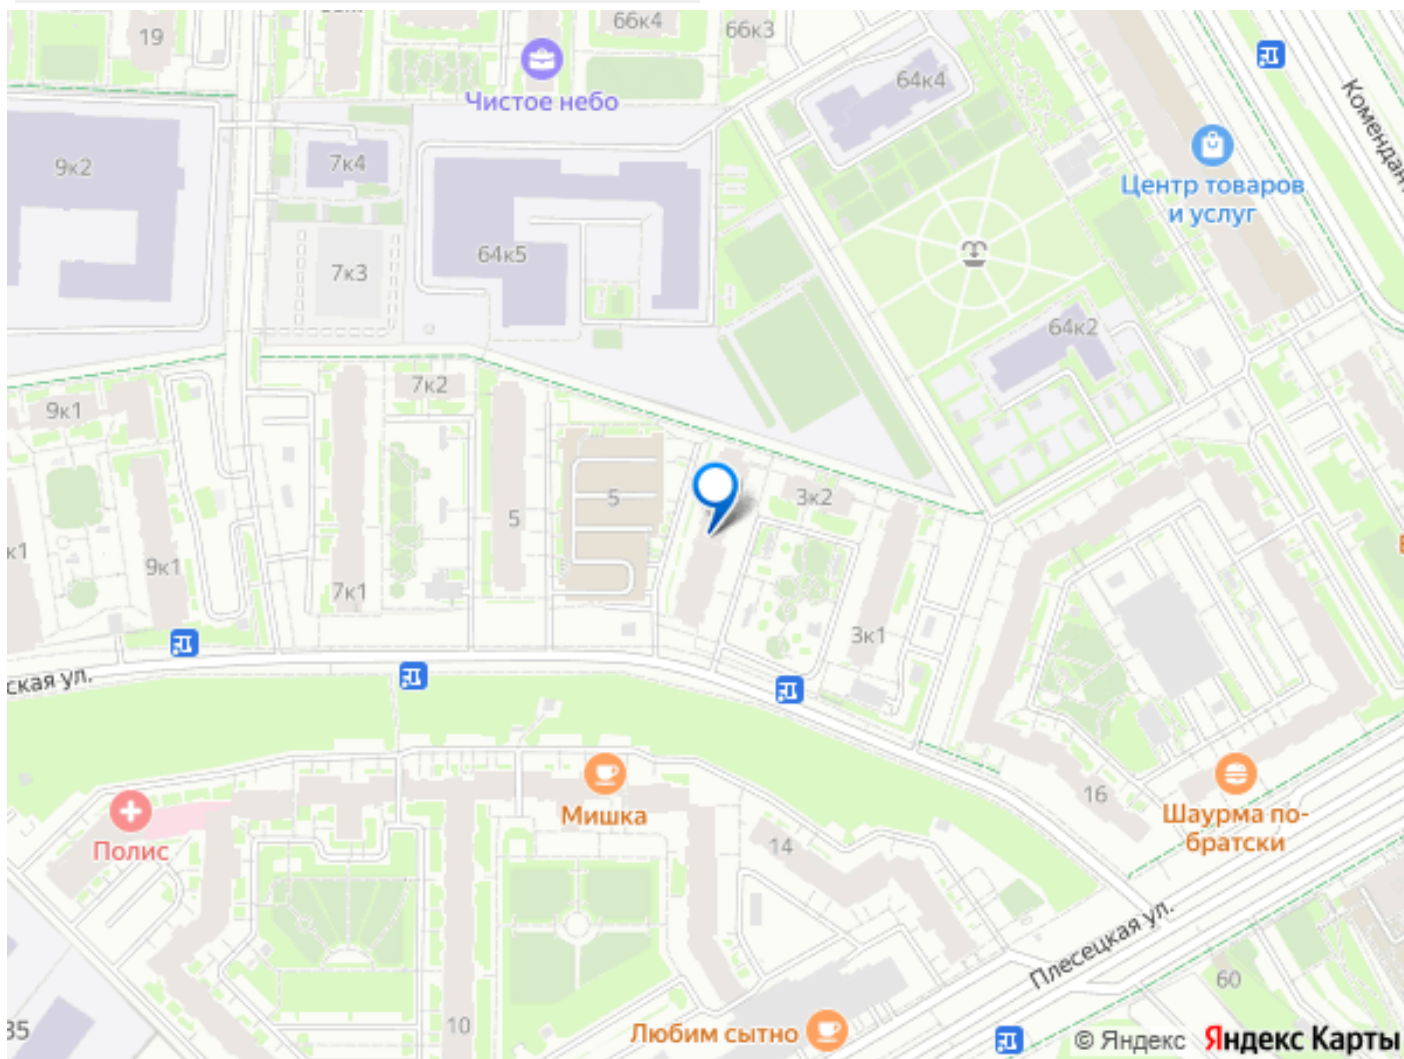 66к4
66к3
19
Чистое небо
64к4
Комендан
9к2
7к4
Центр товаров
и услуг
64к5
7к3
64к2
7к2
9к1
5
5
3к2
к1
9к1
7к1
3к1
ская ул.
16
Мишка
Шаурма по-
братски
Полис
14
Плесецкая ул.
60
10
35
Любим сытно
© Яндекс
Яндекс Карты